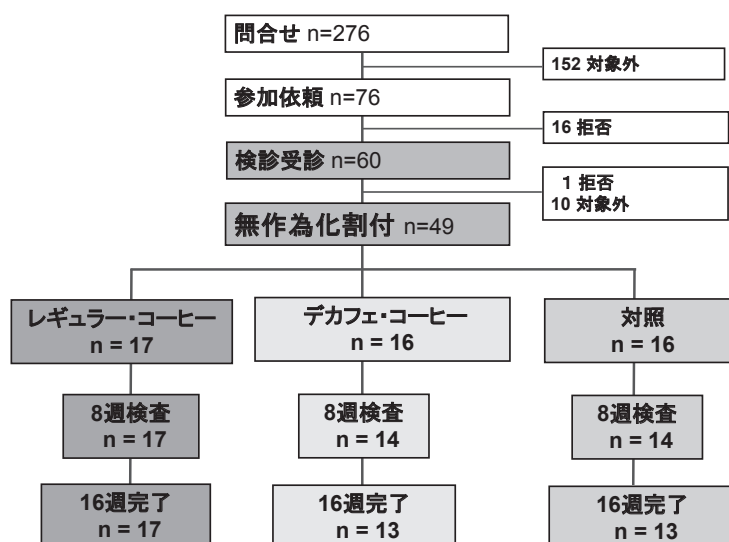 問合せ n=276
152 対象外
参加依頼 n=76
16 拒否
検診受診 n=60
1 拒否
10 対象外
無作為化割付 n=49
レギュラー・コーヒー
n = 17
デカフェ・コーヒー
n = 16
対照
n = 16
8週検査
n = 17
8週検査
n = 14
8週検査
n = 14
16週完了
n = 17
16週完了
n = 13
16週完了
n = 13